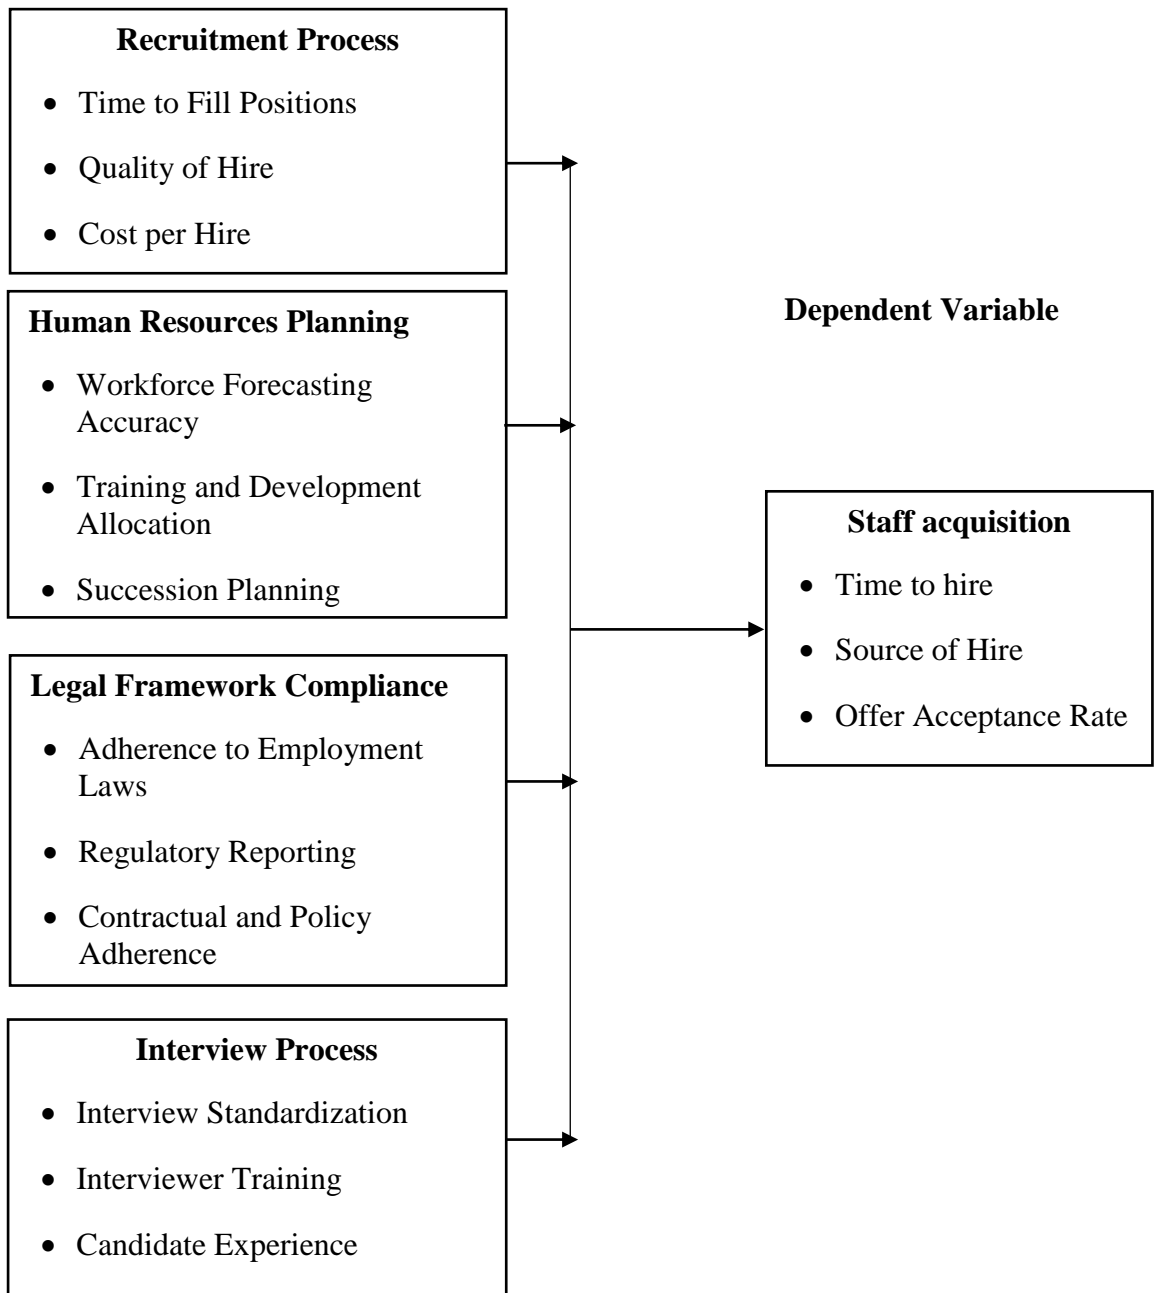 Recruitment Process
• Time to Fill Positions
• Quality of Hire
• Cost per Hire
Human Resources Planning
• Workforce Forecasting
Accuracy
• Training and Development
Allocation
• Succession Planning
Legal Framework Compliance
• Adherence to Employment
Laws
• Regulatory Reporting
• Contractual and Policy
Adherence
Interview Process
• Interview Standardization
• Interviewer Training
• Candidate Experience
Dependent Variable
Staff acquisition
• Time to hire
• Source of Hire
• Offer Acceptance Rate